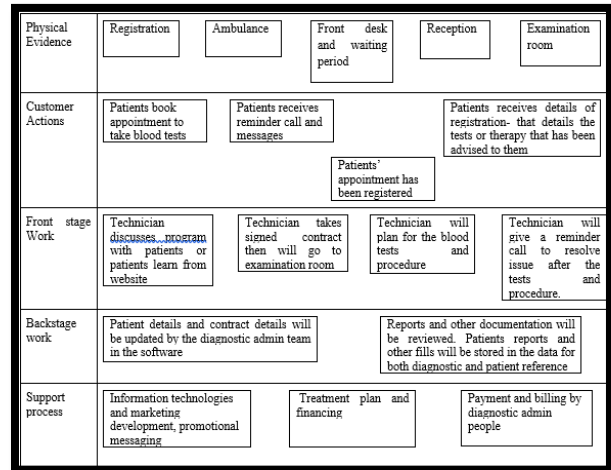 Physical
Evidence
Registration
Ambulance
Front desk
and waiting
period
Reception
Examination
room
Customer
Actions
Patients book
appointment to
take blood tests
Patients receives
reminder call and
messages
Patients'
appointment has
been registered
Patients receives details of
registration- that details the
tests or therapy that has been
advised to them
Front stage
Work
Technician
discusses program
with patients or
patients learn from
website
Technician takes
signed contract
then will go to
examination room
Technician will
plan for the blood
tests and
procedure
Technician will
give a reminder
call to resolve
issue after the
tests and
procedure.
Backstage
work
Patient details and contract details will
be updated by the diagnostic admin team
in the software
Reports and other documentation will
be reviewed. Patients reports and
other fills will be stored in the data for
both diagnostic and patient reference
Support
process
Information technologies
and marketing
development, promotional
messaging
Treatment plan and
financing
Payment and billing by
diagnostic admin
people